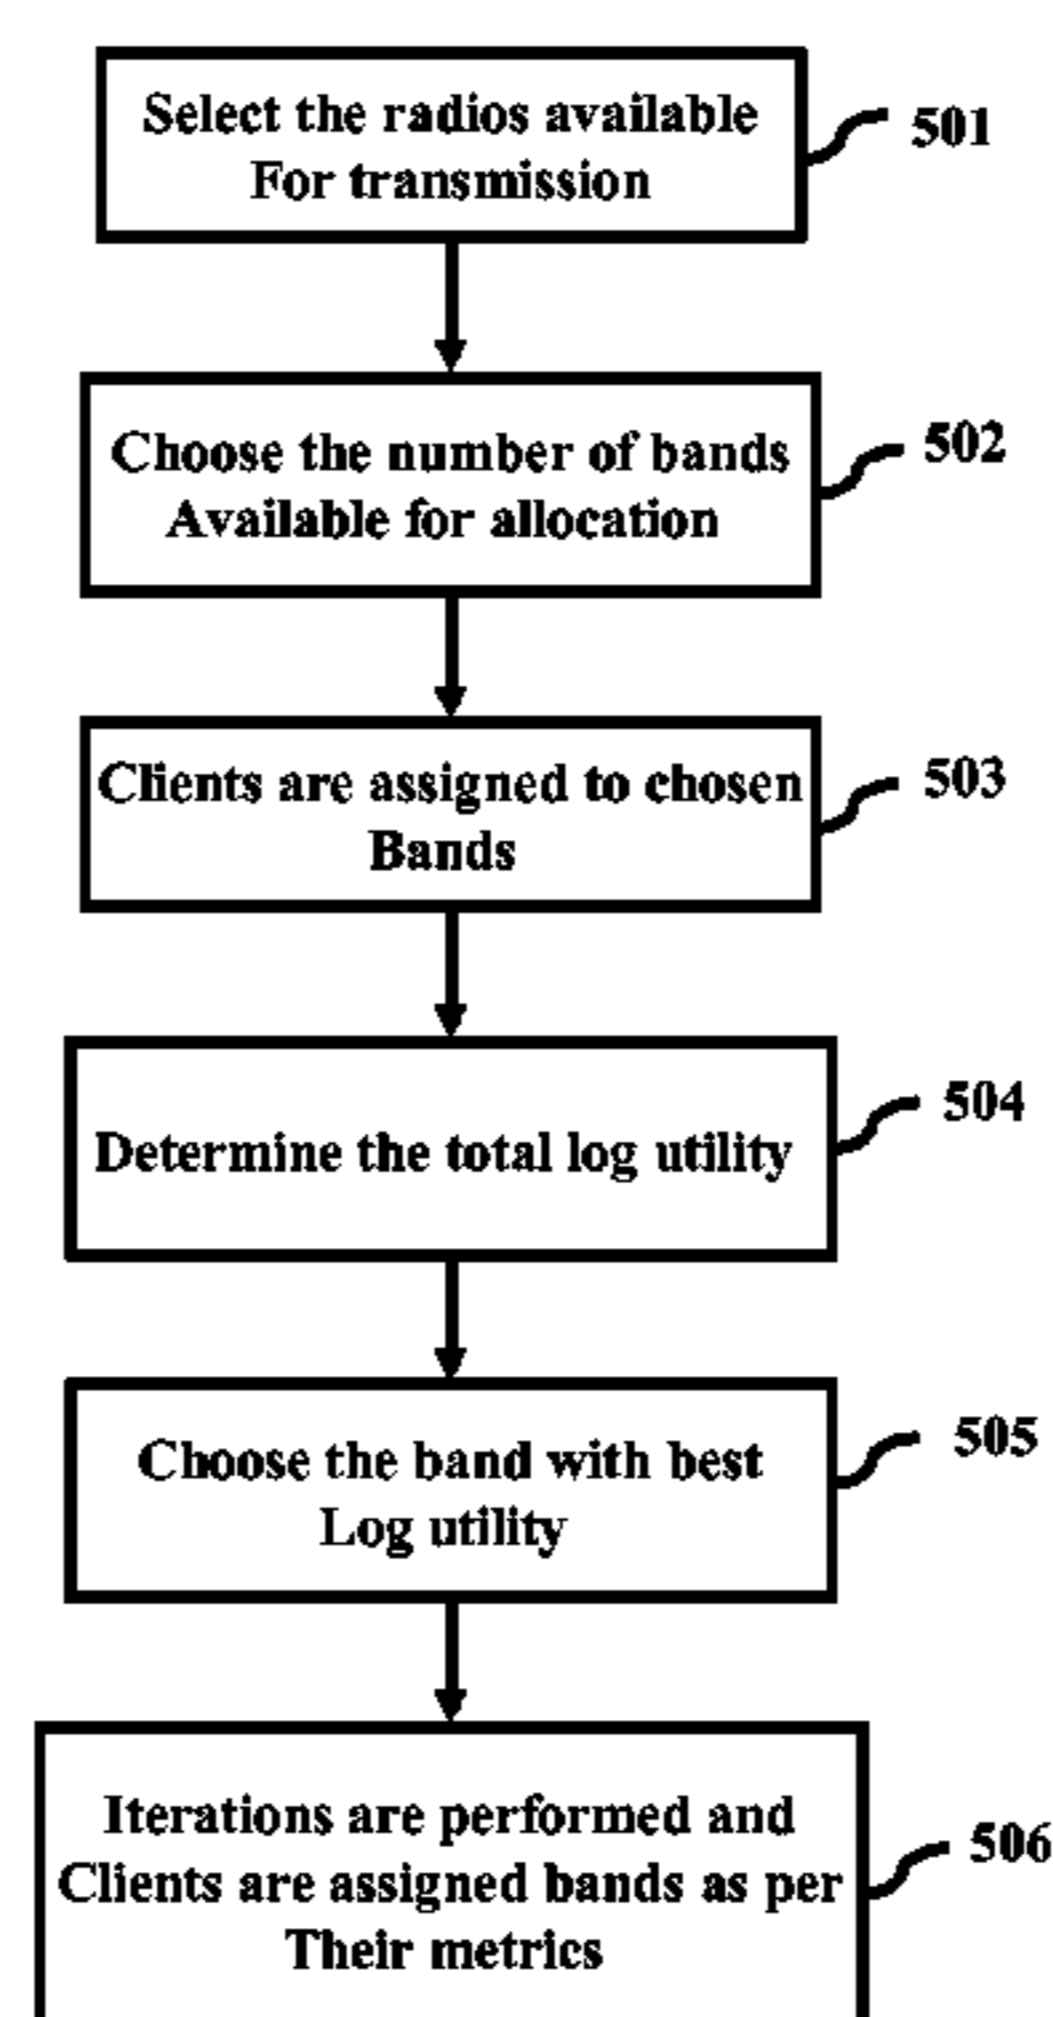 Select the radios available
For transmission
501
Choose the number of bands
Available for allocation
502
Clients are assigned to chosen
Bands
503
Determine the total log utility
504
Choose the band with best
Log utility
505
Iterations are performed and
Clients are assigned bands as per
Their metrics
506